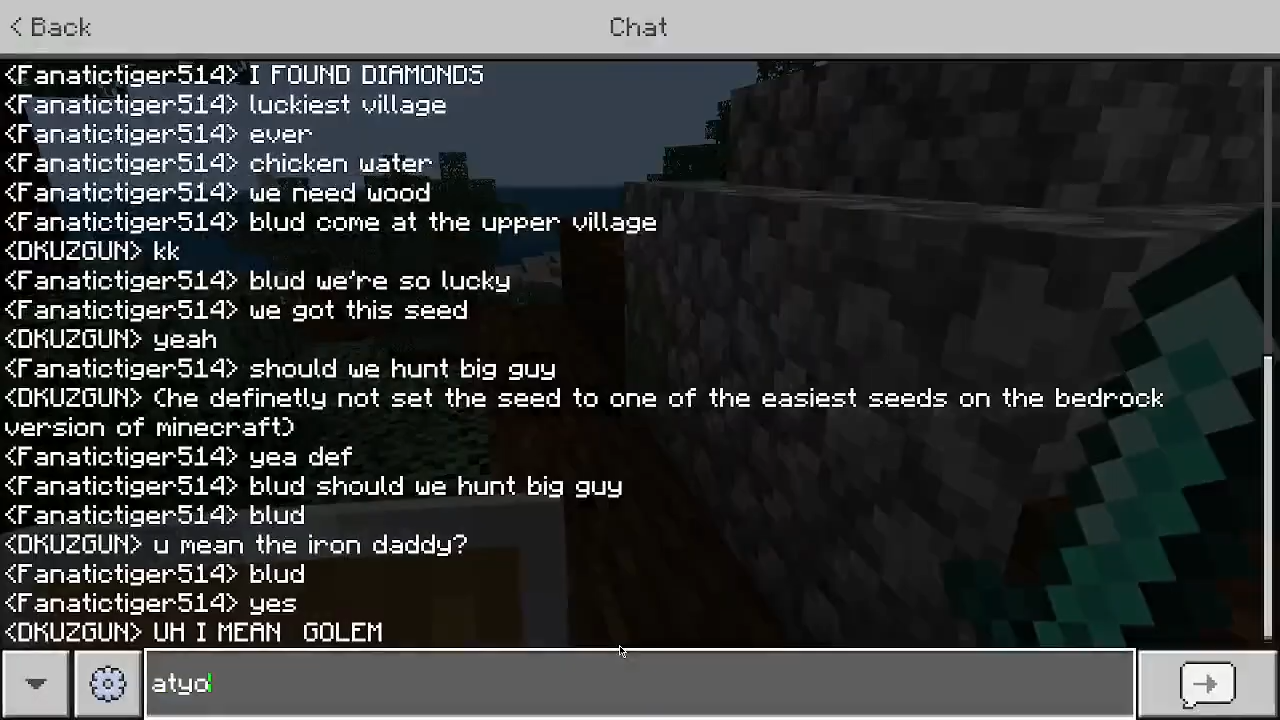 < Back
Chat
<Fanatictiger514> I FOUND DIAMONDS
<Fanatictiger514> luckiest village
<Fanatictiger514> ever
<Fanatictiger514> chicken water
<Fanatictiger514> we need wood
<Fanatictiger514> blud come at the upper village
<DKUZGUN> kk
<Fanatictiger514> blud we're so lucky
<Fanatictiger514> we got this seed
<DKUZGUN> yeah
<Fanatictiger514> should we hunt big guy
<DKUZGUN> (he definetly not set the seed to one of the easiest seeds on the bedrock
version of minecraft)
<Fanatictiger514> yea def
<Fanatictiger514> blud should we hunt big guy
<Fanatictiger514> blud
<DKUZGUN> u mean the iron daddy?
<Fanatictiger514> blud
<Fanatictiger514> yes
<DKUZGUN> UH I MEAN  GOLEM
atyo